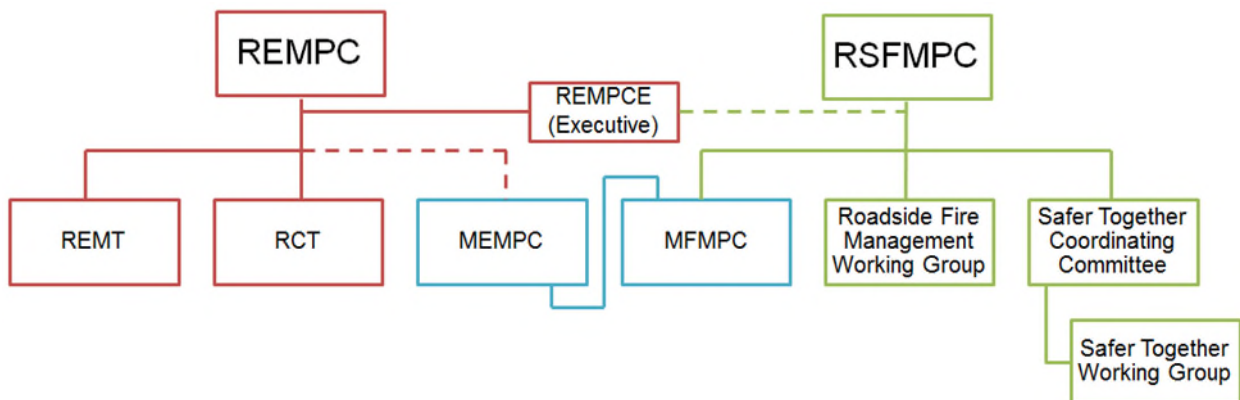 REMPC
RSFMPC
REMPCE
(Executive)
REMT
RCT
MEMPC
MFMPC
Roadside Fire
Management
Working Group
Safer Together
Coordinating
Committee
Safer Together
Working Group